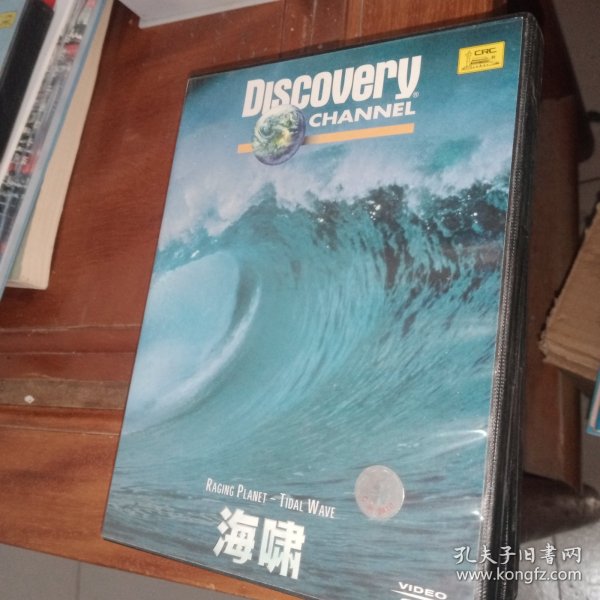 Discovery
CHANNEL
CRC
RAGING PLANET – TIDAL WAVE
海啸
VIDEO
孔夫子旧书网
www.kongfz.com